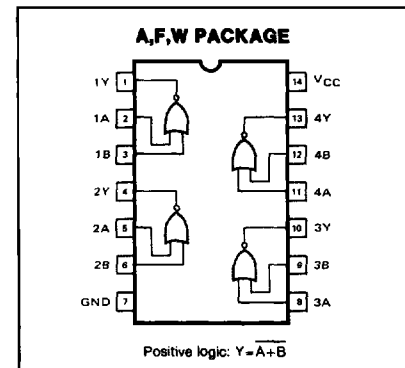 A,F,W PACKAGE
1Y 1 14 VCC
1A 2 13 4Y
1B 3 12 4B
2Y 4 11 4A
2A 5 10 3Y
2B 6 9 3B
GND 7 8 3A
Positive logic: Y=A+B